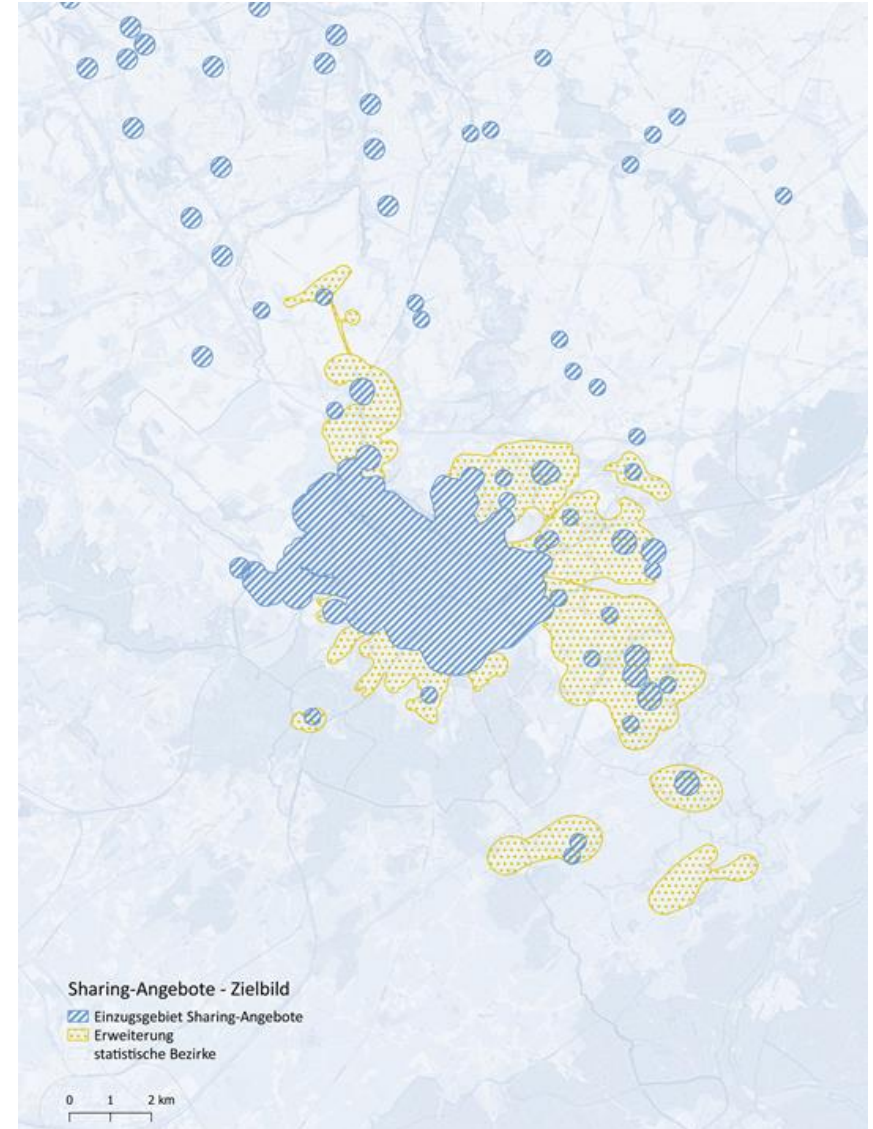 Sharing-Angebote - Zielbild
Einzugsgebiet Sharing-Angebote
Erweiterung
statistische Bezirke
0 1 2 km